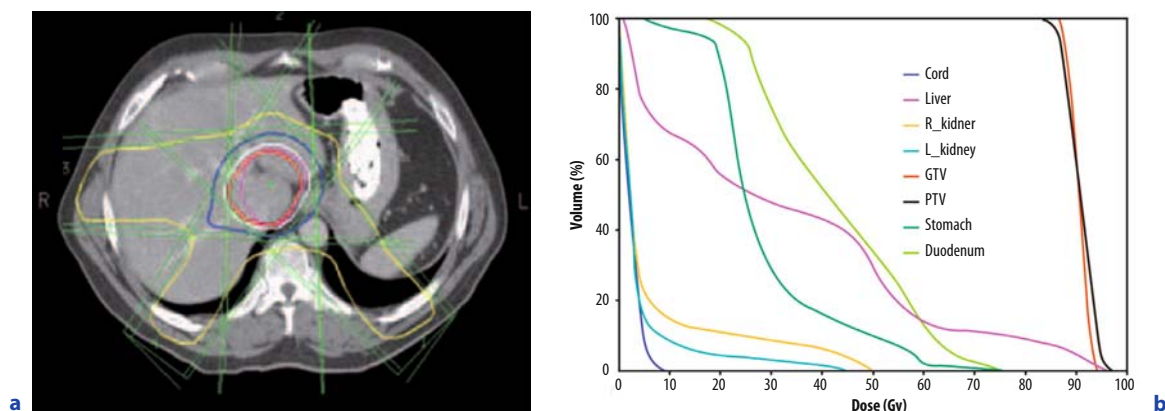 2
3
R
L
a
100
80
60
40
20
0
Volume (%)
0 10 20 30 40 50 60 70 80 90 100
Dose (Gy)
Cord
Liver
R_kidner
L_kidney
GTV
PTV
Stomach
Duodenum
b